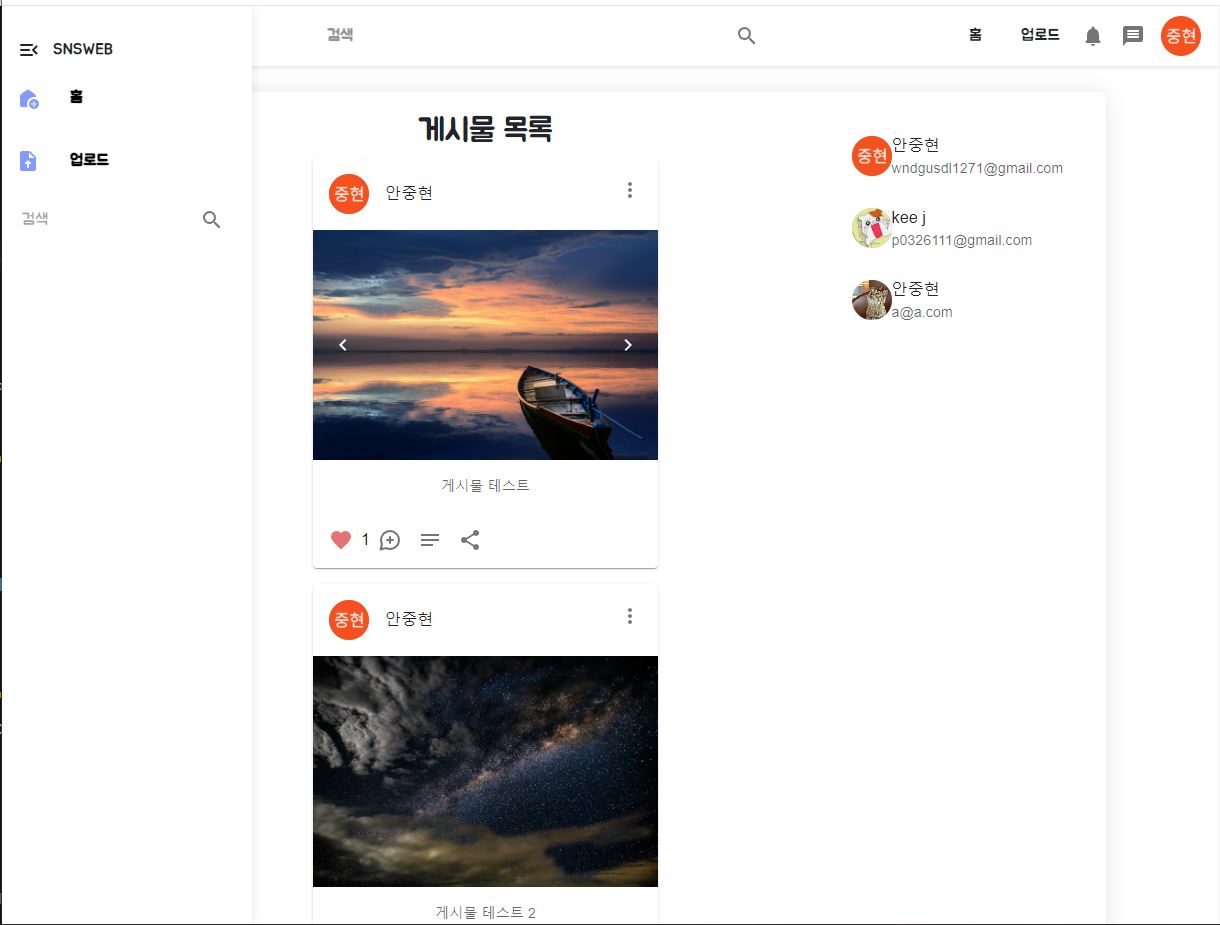 SNSWEB
홈
업로드
검색
검색
홈
업로드
중현
게시물 목록
중현
안중현
게시물 테스트
1
중현
안중현
게시물 테스트 2
중현
안중현
wndgusdl1271@gmail.com
kee j
p0326111@gmail.com
안중현
a@a.com